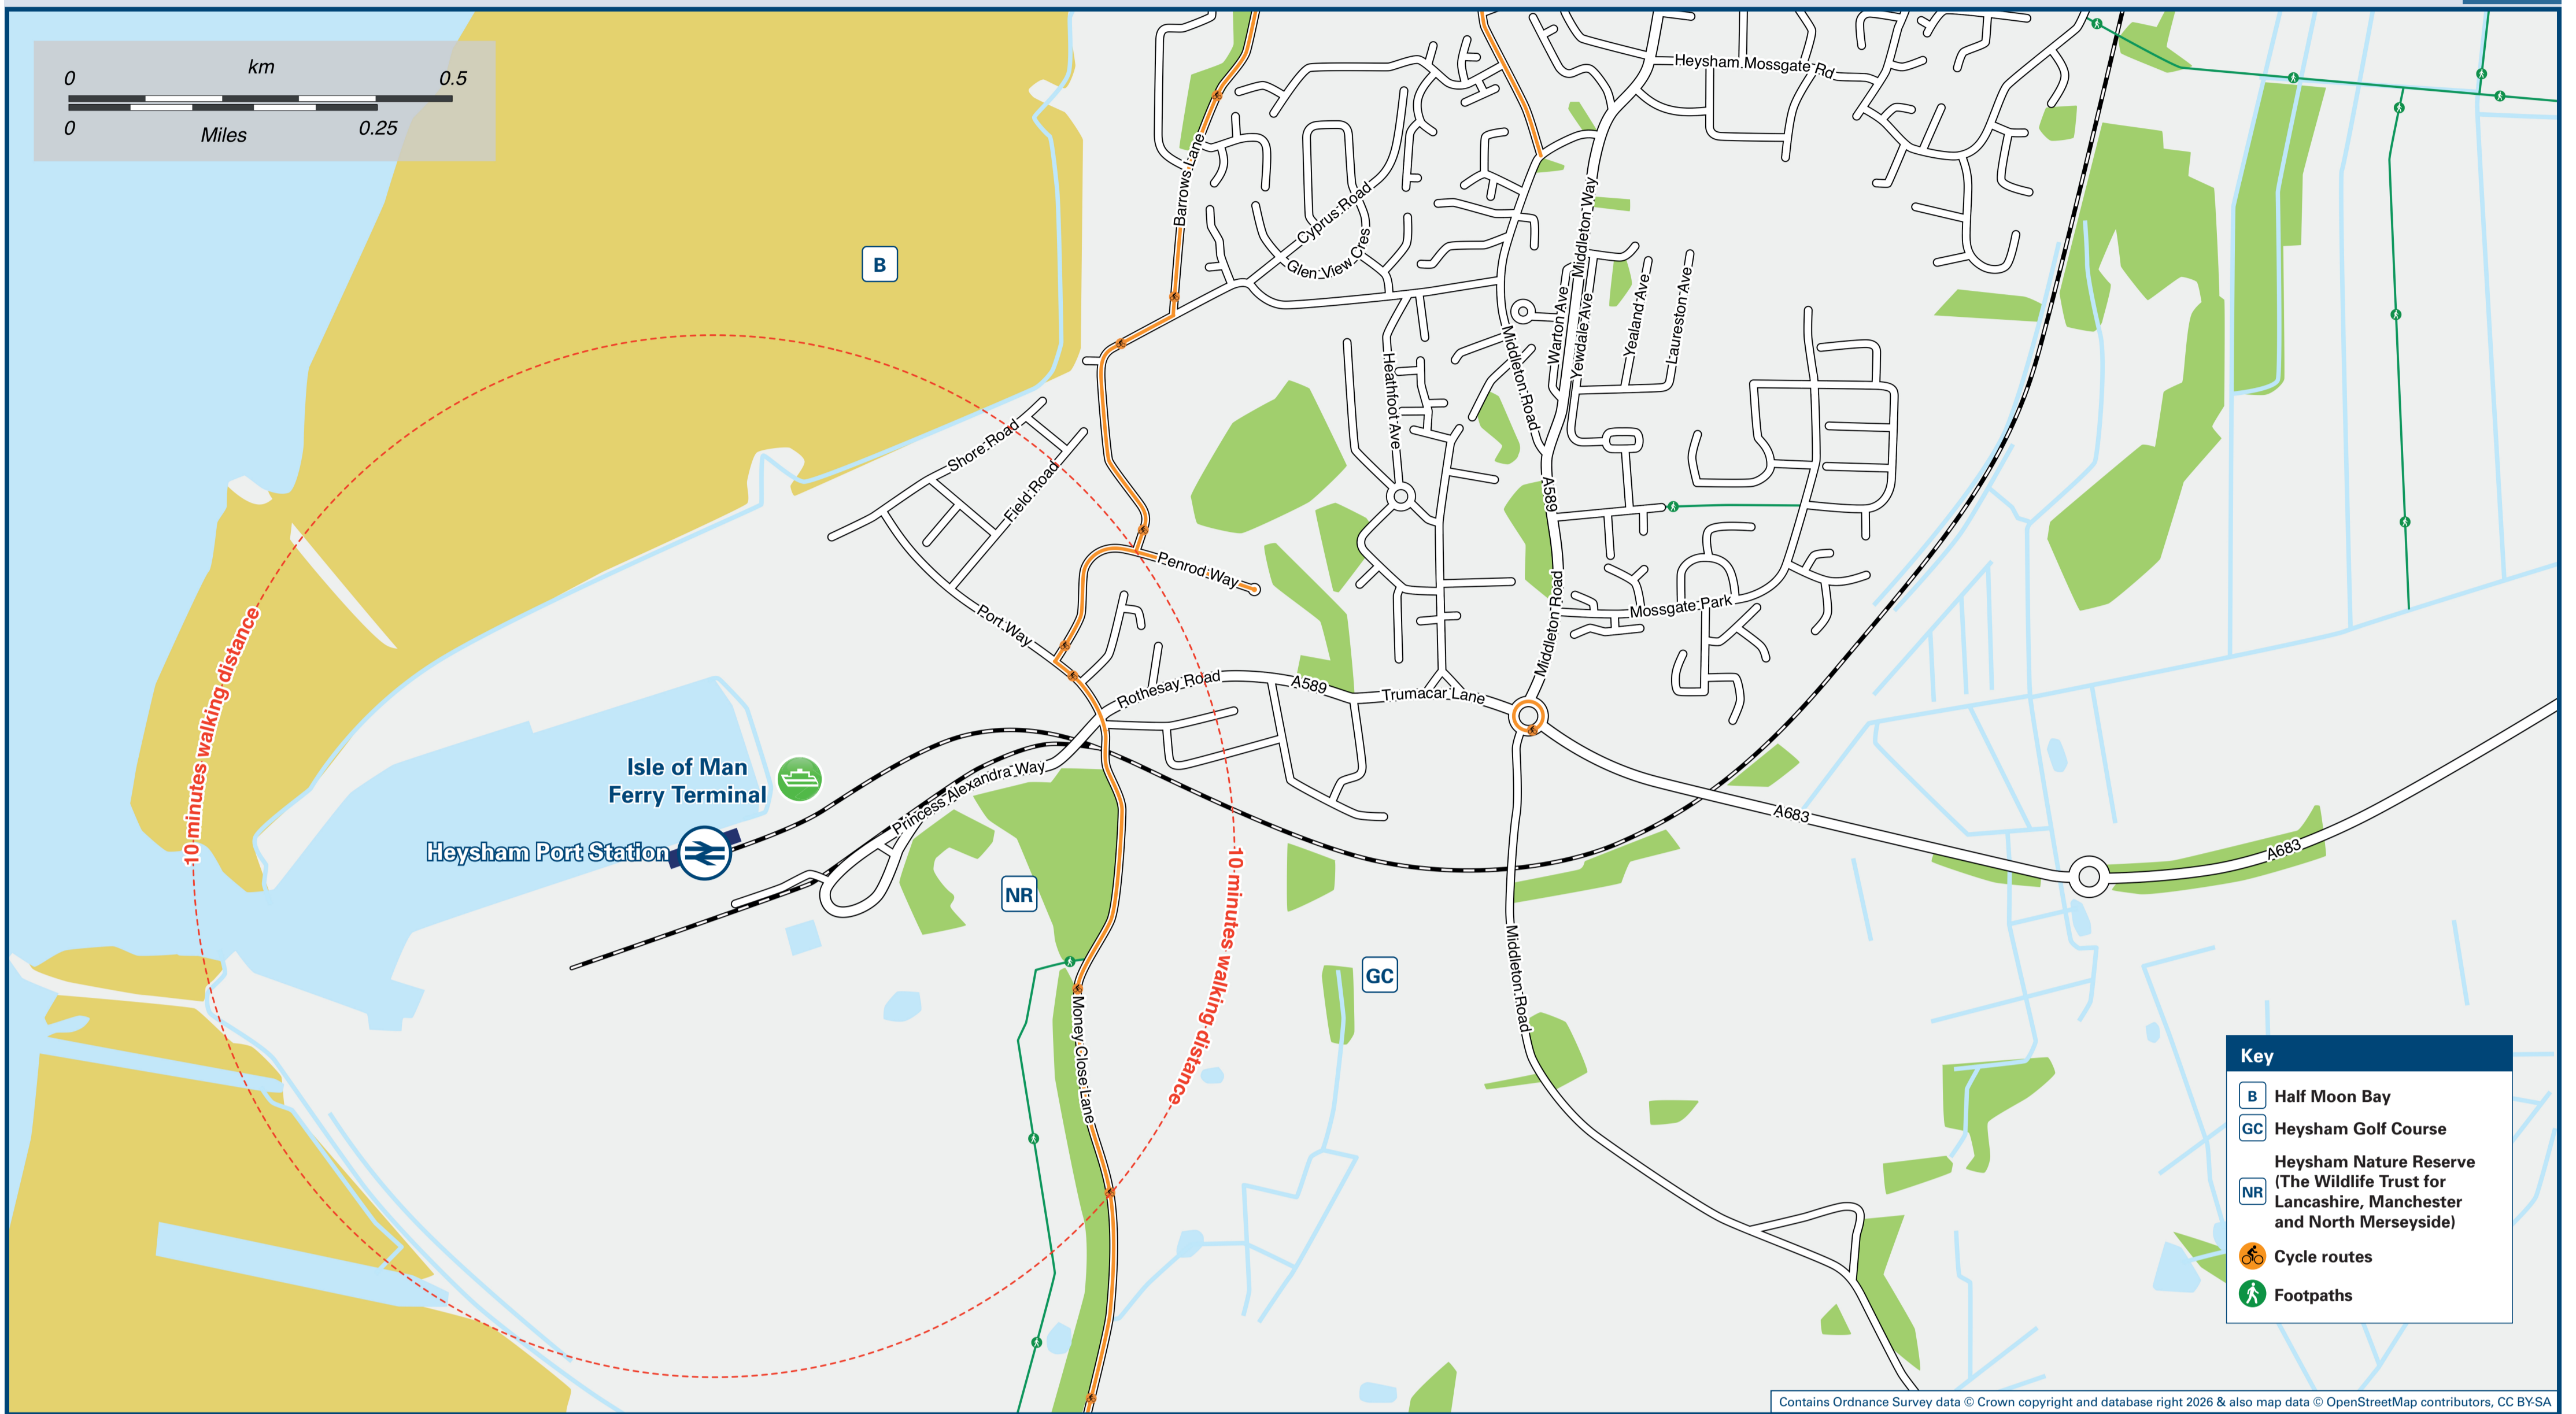 km
0 0.5
0 0.25
Miles
Heysham Mossgate Rd
Barrows Lane
Cyprus Road
Glen View Cres
Middleton Way
Warton Ave
Yewdale Ave
Yealand Ave
Laureston Ave
Middleton Road
Heathfoot Ave
B
Shore Road
Field Road
A589
Penrod Way
Port Way
Middleton Road
Mossgate Park
Rothesay Road
A589
Trumacar Lane
10 minutes walking distance
Isle of Man
Ferry Terminal
Princess Alexandra Way
Heysham Port Station
A683
A683
NR
10 minutes walking distance
GC
Middleton Road
Money Close Lane
Key
B Half Moon Bay
GC Heysham Golf Course
Heysham Nature Reserve
NR (The Wildlife Trust for
Lancashire, Manchester
and North Merseyside)
Cycle routes
Footpaths
Contains Ordnance Survey data © Crown copyright and database right 2026 & also map data © OpenStreetMap contributors, CC BY-SA